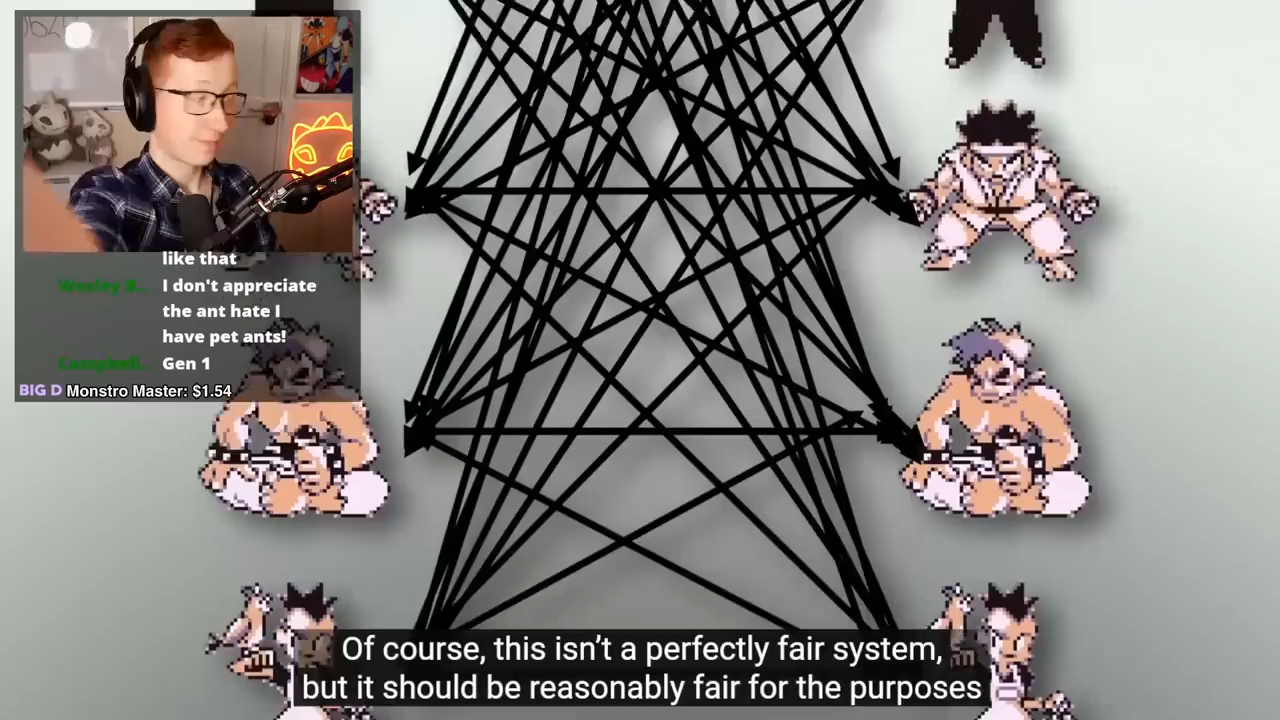 like that
I don't appreciate
the ant hate I
have pet ants!
Gen 1
BIG D Monstro Master: $1.54
Of course, this isn’t a perfectly fair system,
but it should be reasonably fair for the purposes